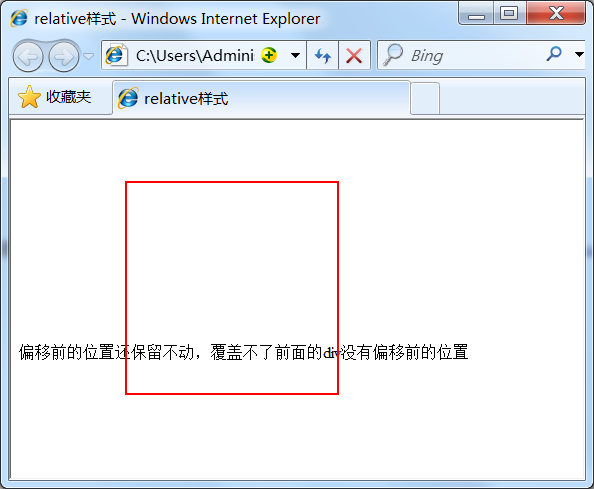 relative样式 - Windows Internet Explorer
C:\Users\Admini
Bing
收藏夹
relative样式
偏移前的位置还保留不动，覆盖不了前面的div没有偏移前的位置